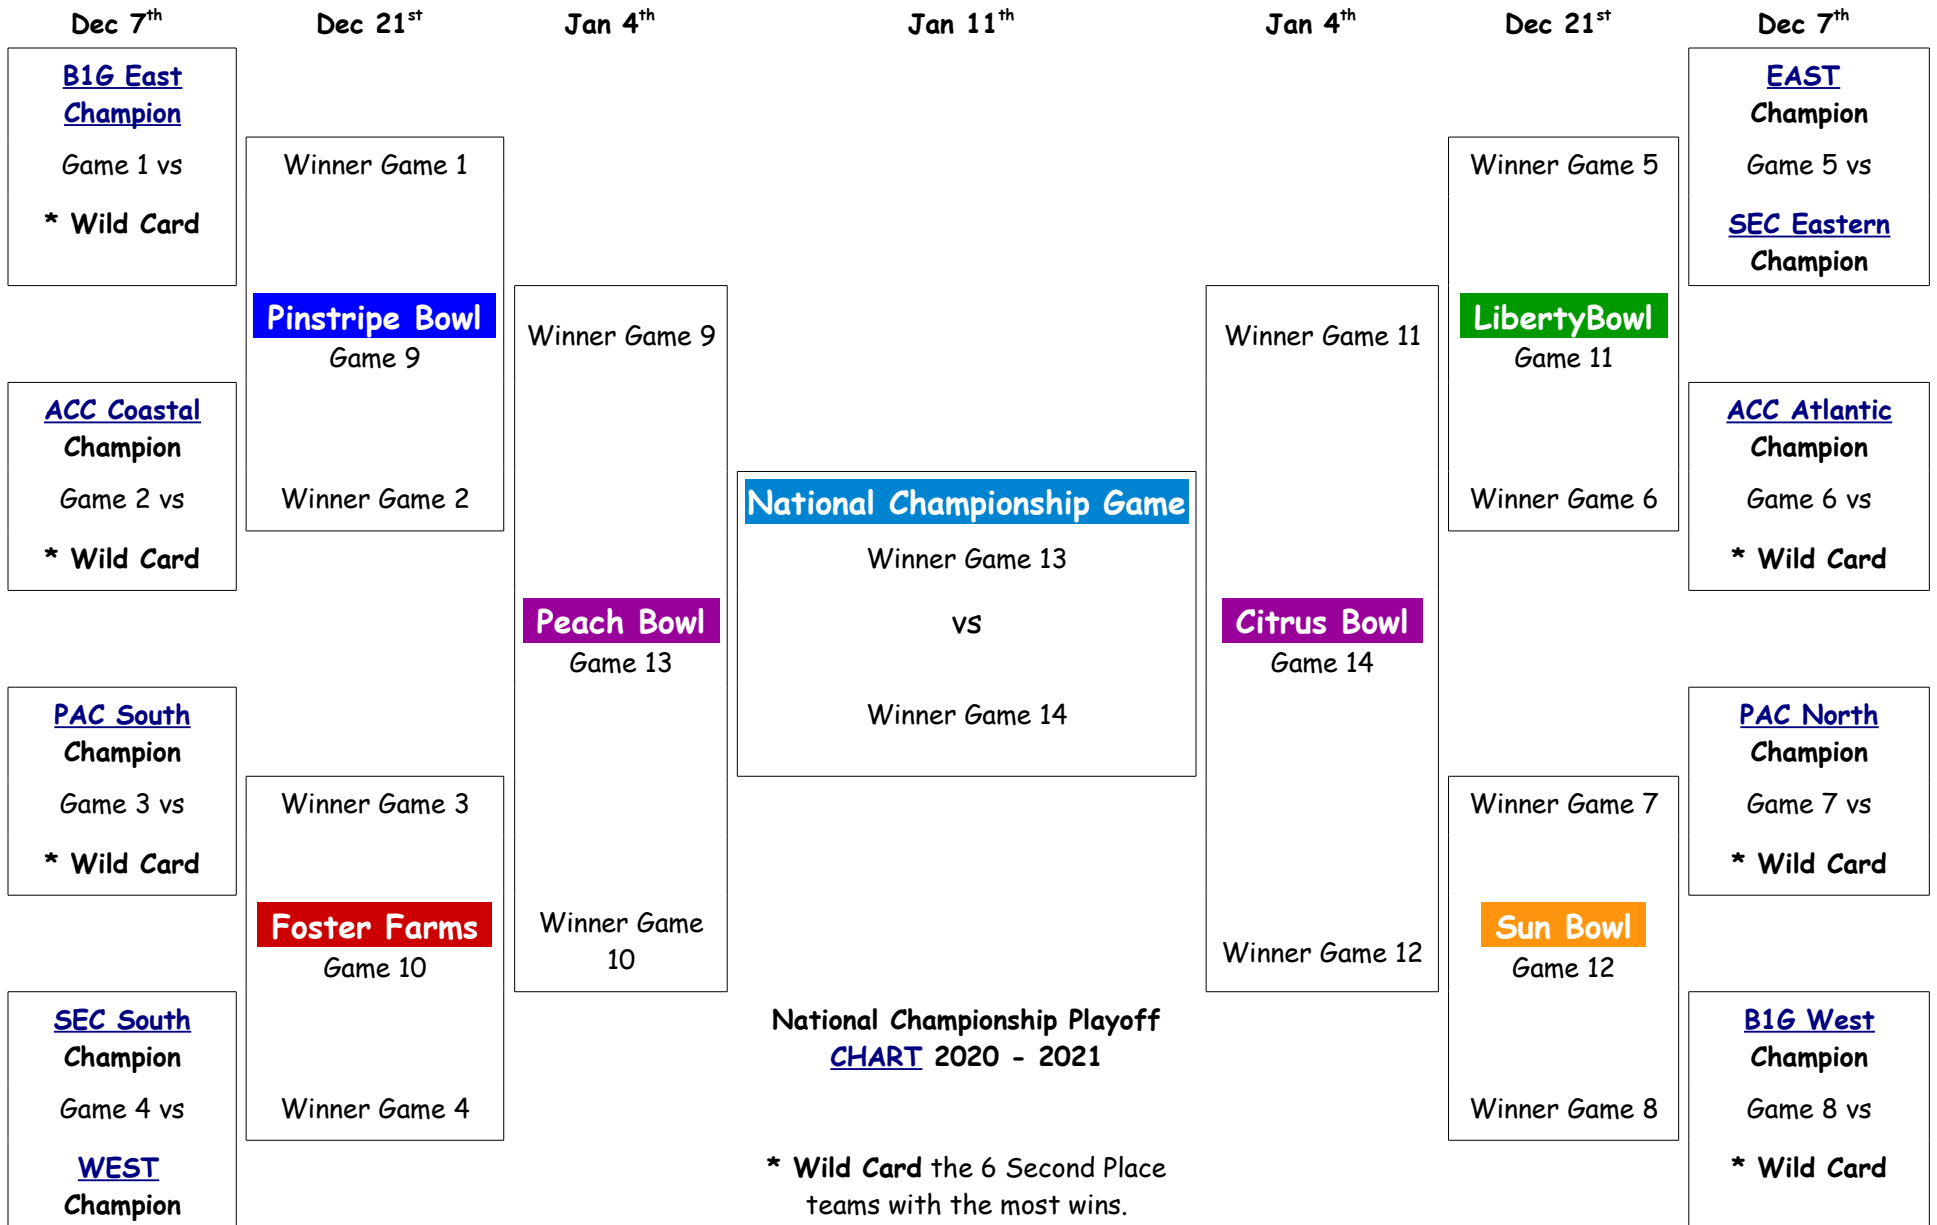 Dec 7th
Dec 21st
Jan 4th
Jan 11th
Jan 4th
Dec 21st
Dec 7th
B1G East
Champion
Game 1 vs
* Wild Card
ACC Coastal
Champion
Game 2 vs
* Wild Card
PAC South
Champion
Game 3 vs
* Wild Card
SEC South
Champion
Game 4 vs
WEST
Champion
Winner Game 1
Pinstripe Bowl
Game 9
Winner Game 2
Winner Game 3
Foster Farms
Game 10
Winner Game 4
Winner Game 9
Peach Bowl
Game 13
Winner Game
10
National Championship Game
Winner Game 13
vs
Winner Game 14
National Championship Playoff
CHART 2020 - 2021
* Wild Card the 6 Second Place
teams with the most wins.
Winner Game 11
Citrus Bowl
Game 14
Winner Game 12
Winner Game 5
LibertyBowl
Game 11
Winner Game 6
Winner Game 7
Sun Bowl
Game 12
Winner Game 8
EAST
Champion
Game 5 vs
SEC Eastern
Champion
ACC Atlantic
Champion
Game 6 vs
* Wild Card
PAC North
Champion
Game 7 vs
* Wild Card
B1G West
Champion
Game 8 vs
* Wild Card